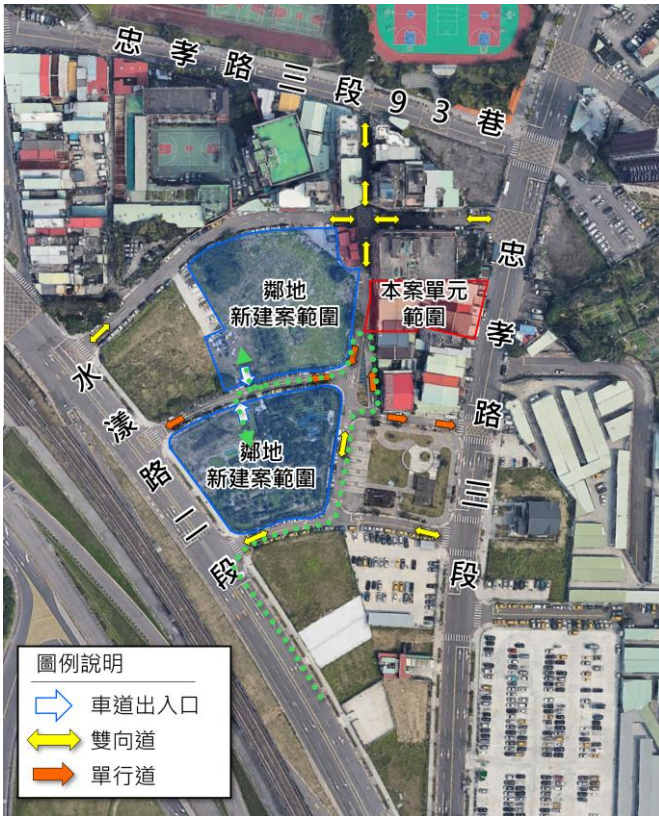 忠孝路三段93巷
忠孝路三段
鄰地
新建案範圍
本案單元
範圍
水漾路二段
鄰地
新建案範圍
圖例說明
車道出入口
雙向道
單行道